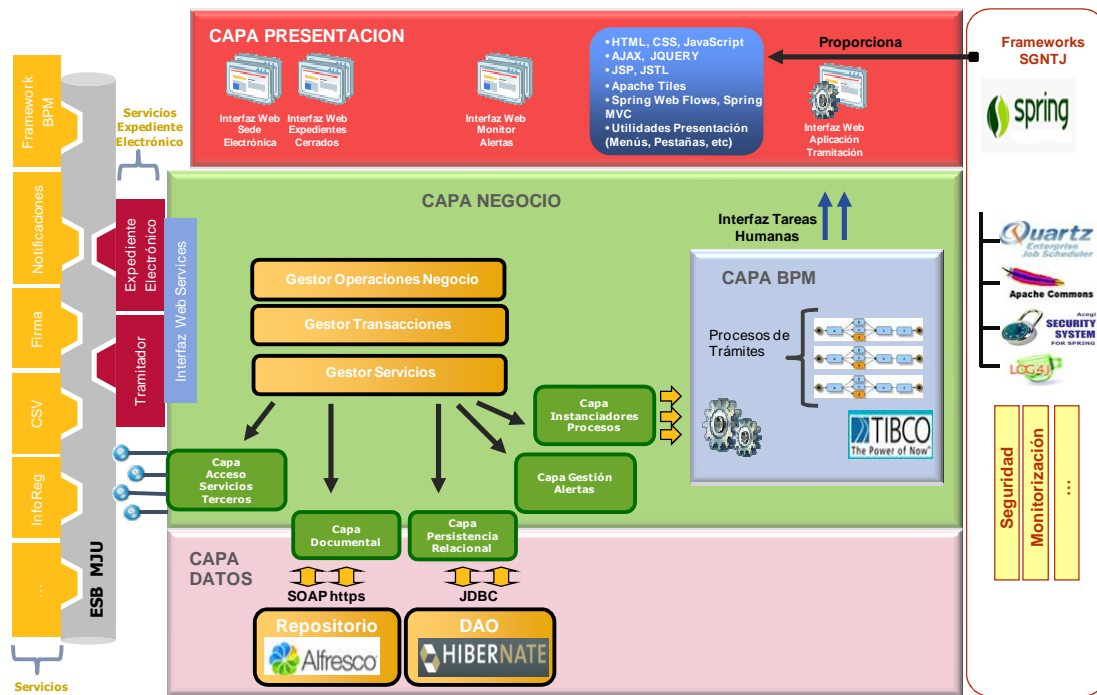 CAPA PRESENTACION
Interfaz Web
Sede
Electrónica
Interfaz Web
Expedientes
Cerrados
Interfaz Web
Monitor
Alertas
• HTML, CSS, JavaScript
• AJAX, JQUERY
• JSP, JSTL
• Apache Tiles
• Spring Web Flows, Spring
MVC
• Utilidades Presentación
(Menús, Pestañas, etc)
Interfaz Web
Aplicación
Tramitación
Proporciona
Frameworks
SGNTJ
spring
Quartz
Enterprise
Job Scheduler
Apache Commons
Acegi
SECURITY
SYSTEM
FOR SPRING
LOG4J
Seguridad
Monitorización
...
Framework
BPM
Notificaciones
Firma
CSV
InfoReg
...
Servicios
ESB MJU
Servicios
Expediente
Electrónico
Expediente
Electrónico
Tramitador
Interfaz Web Services
CAPA NEGOCIO
Gestor Operaciones Negocio
Gestor Transacciones
Gestor Servicios
Interfaz Tareas
Humanas
CAPA BPM
Procesos de
Trámites
TIBCO
The Power of Now
Capa
Instanciadores
Procesos
Capa Gestión
Alertas
Capa
Acceso
Servicios
Terceros
Capa
Documental
Capa
Persistencia
Relacional
CAPA
DATOS
SOAP https
JDBC
Repositorio
Alfresco
DAO
HIBERNATE